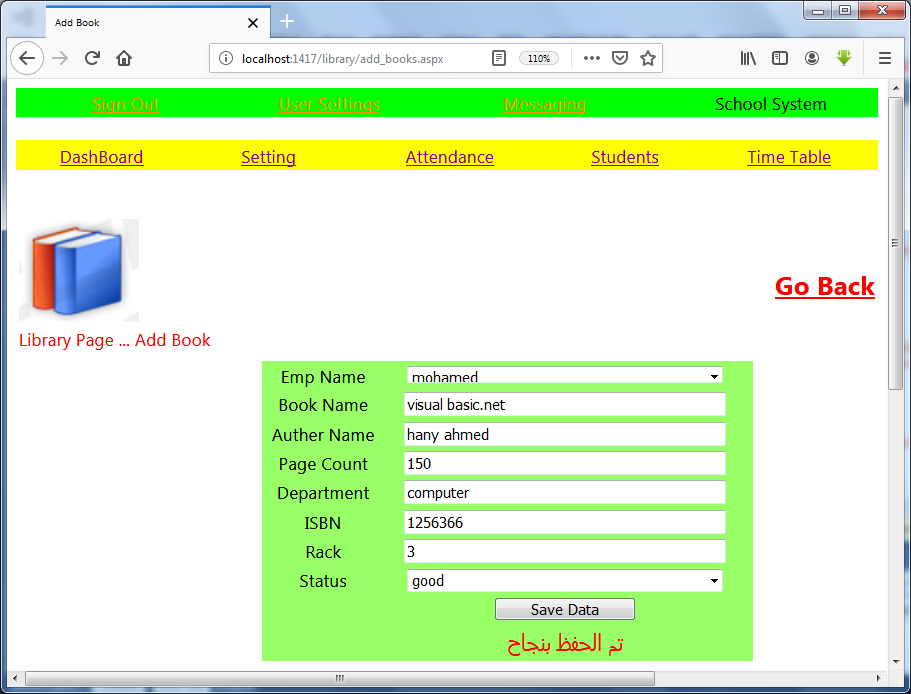 Add Book
localhost:1417/library/add_books.aspx
110%
Sign Out User Settings Messaging School System
DashBoard Setting Attendance Students Time Table
Go Back
Library Page ... Add Book
Emp Name mohamed
Book Name visual basic.net
Auther Name hany ahmed
Page Count 150
Department computer
ISBN 1256366
Rack 3
Status good
Save Data
تم الحفظ بنجاح